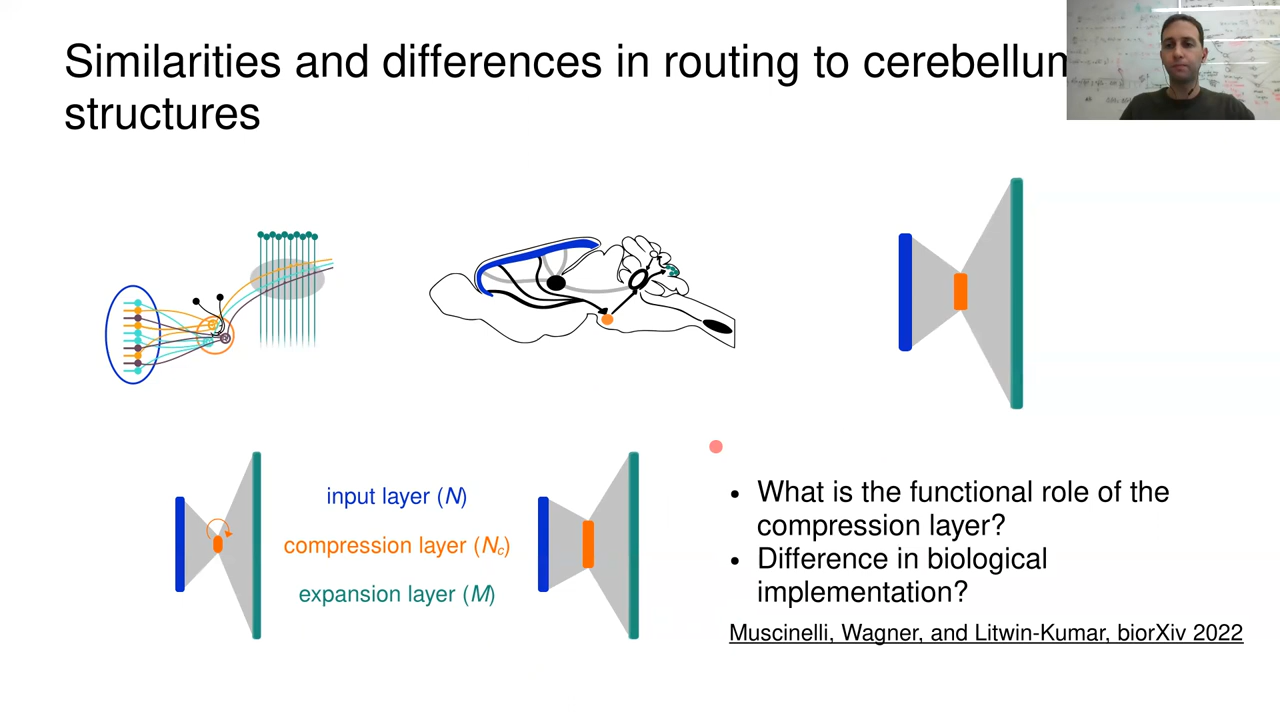 Similarities and differences in routing to cerebellum
structures
input layer (N)
compression layer (Nc)
expansion layer (M)
• What is the functional role of the
compression layer?
• Difference in biological
implementation?
Muscinelli, Wagner, and Litwin-Kumar, biorXiv 2022